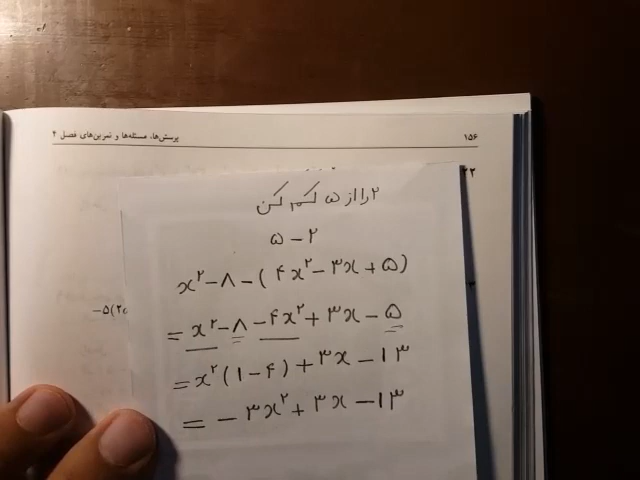 ۱۵۶ پرسش‌ها، مسئله‌ها و تمرین‌های فصل ۴
۲۲
۲ را از ۵ کم کن
۵ − ۲
x² − ۸ − (۴x² − ۳x + ۵)
= x² − ۸ − ۴x² + ۳x − ۵
= x²(۱ − ۴) + ۳x − ۱۳
= − ۳x² + ۳x − ۱۳